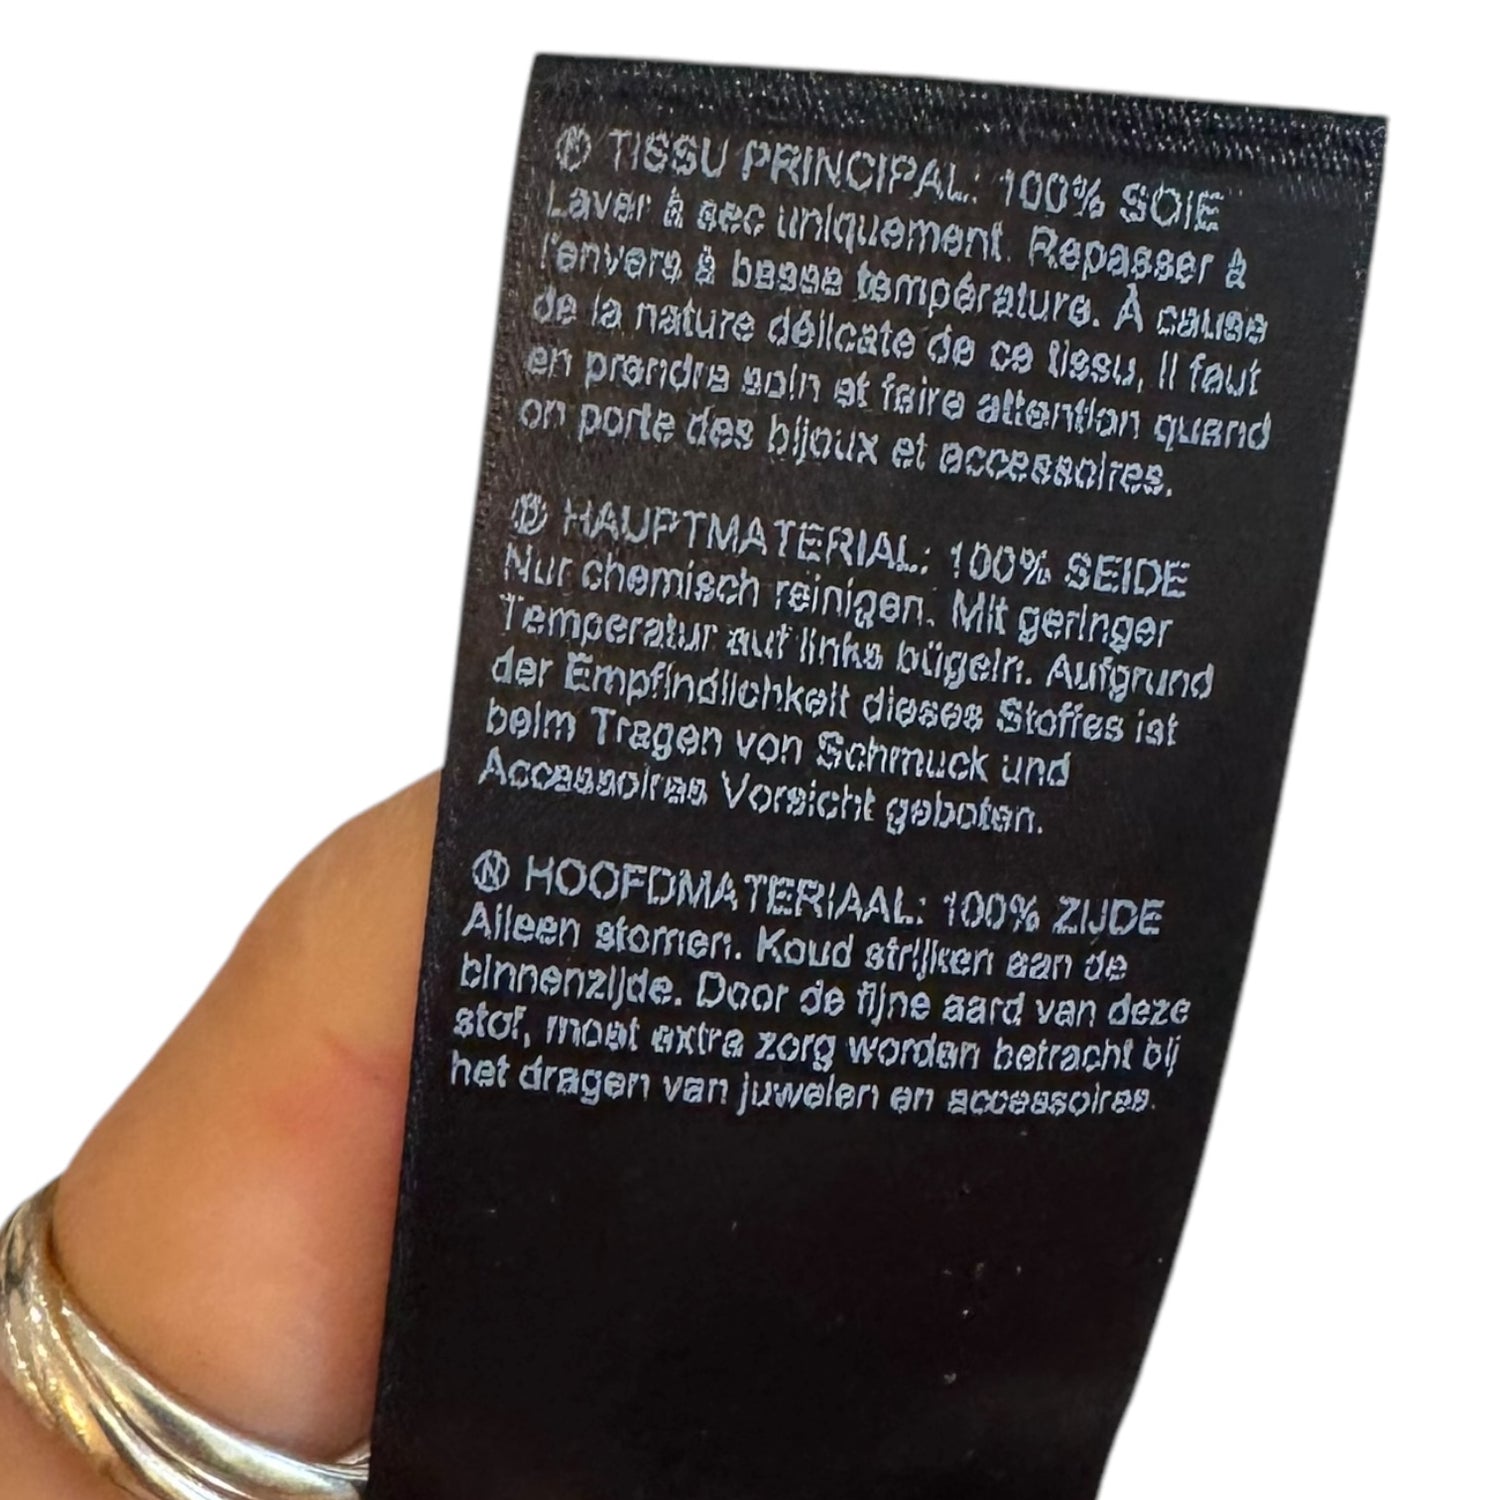 Ⓕ TISSU PRINCIPAL: 100% SOIE
Laver à sec uniquement. Repasser à
l'envers à basse température. À cause
de la nature délicate de ce tissu, il faut
en prendre soin et faire attention quand
on porte des bijoux et accessoires.
Ⓓ HAUPTMATERIAL: 100% SEIDE
Nur chemisch reinigen. Mit geringer
Temperatur auf links bügeln. Aufgrund
der Empfindlichkeit dieses Stoffes ist
beim Tragen von Schmuck und
Accessoires Vorsicht geboten.
Ⓝ HOOFDMATERIAAL: 100% ZIJDE
Alleen stomen. Koud strijken aan de
binnenzijde. Door de fijne aard van deze
stof, moet extra zorg worden betracht bij
het dragen van juwelen en accessoires.